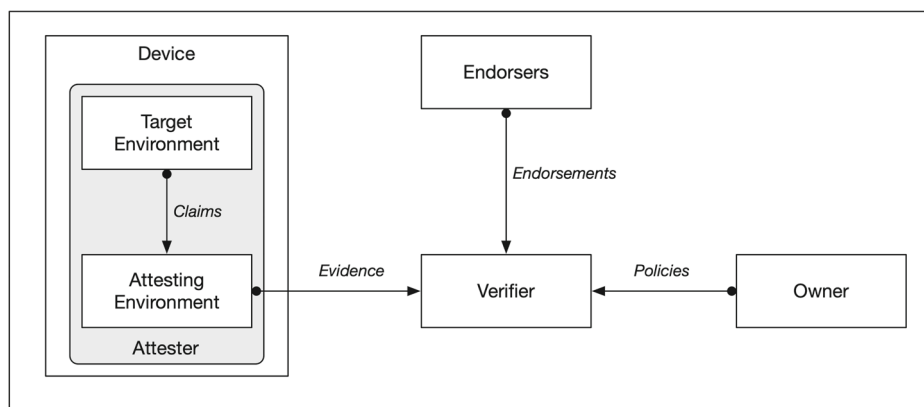 Device
Target
Environment
Claims
Attesting
Environment
Attester
Evidence
Endorsers
Endorsements
Verifier
Policies
Owner